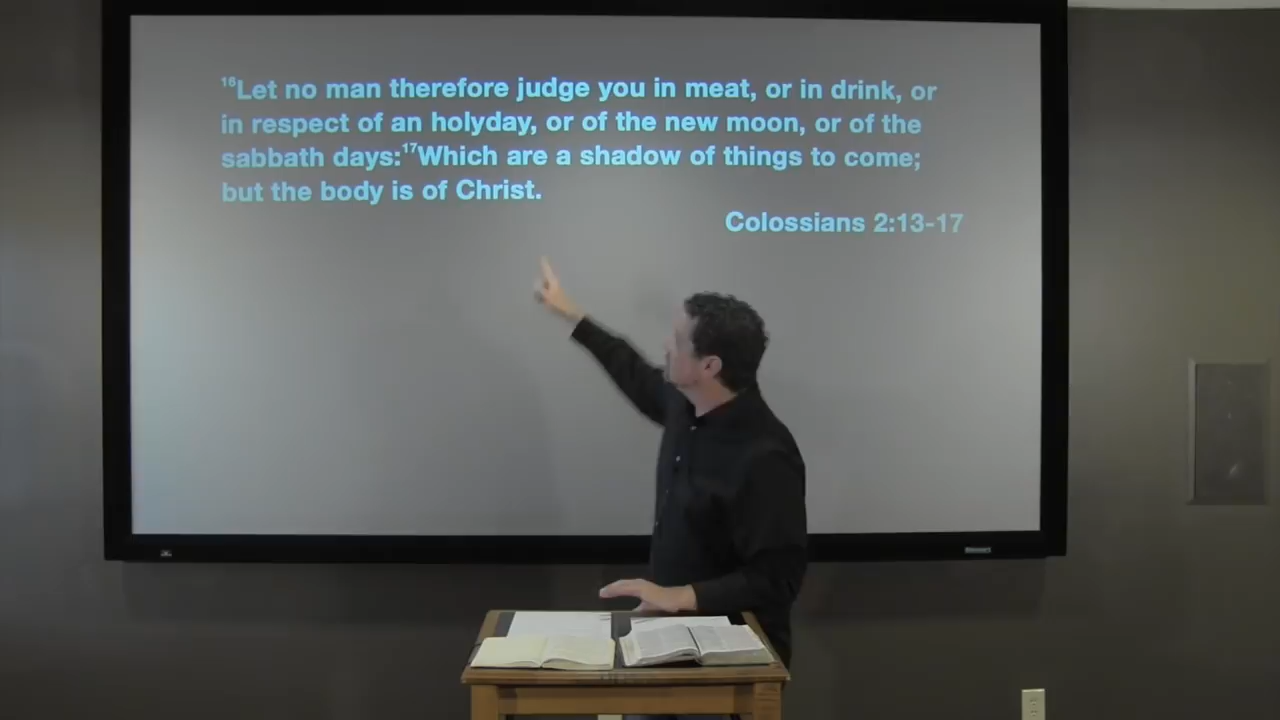 ¹⁶Let no man therefore judge you in meat, or in drink, or
in respect of an holyday, or of the new moon, or of the
sabbath days:¹⁷Which are a shadow of things to come;
but the body is of Christ.
Colossians 2:13-17